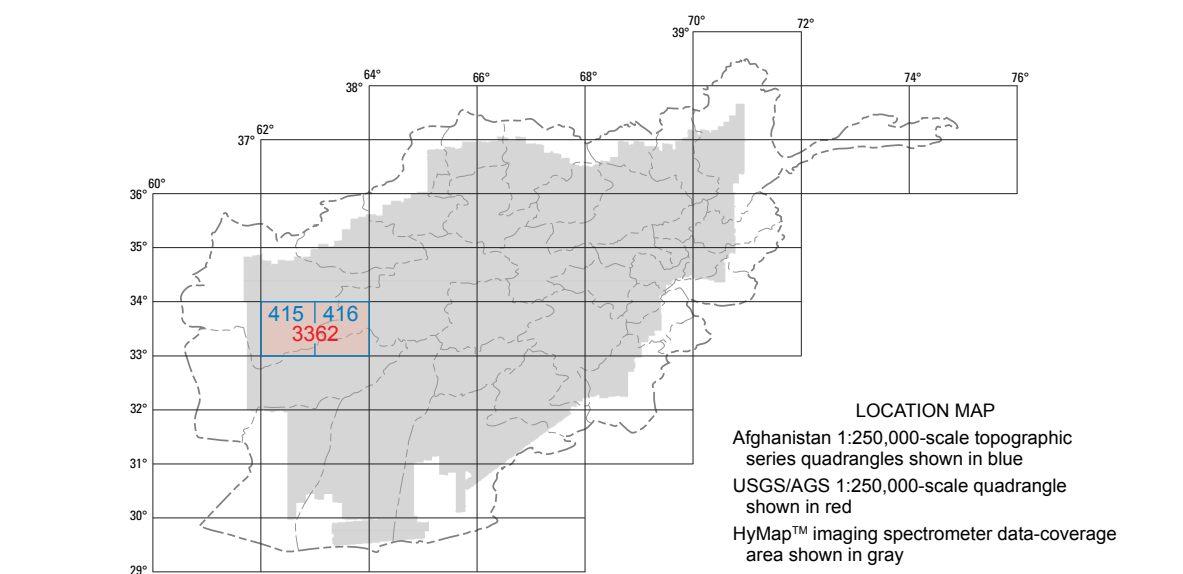 70° 72°
39°
64° 66° 68° 74° 76°
38°
62°
37°
60°
36°
35°
34°
415 416
3362
33°
32°
LOCATION MAP
Afghanistan 1:250,000-scale topographic
series quadrangles shown in blue
31°
USGS/AGS 1:250,000-scale quadrangle
shown in red
30°
HyMap™ imaging spectrometer data-coverage
area shown in gray
29°